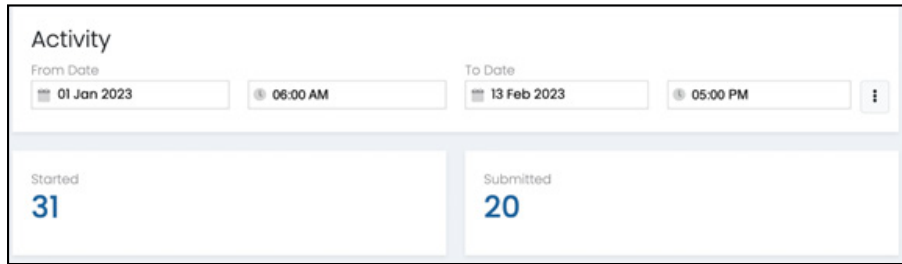 Activity
From Date To Date
01 Jan 2023 06:00 AM 13 Feb 2023 05:00 PM
Started Submitted
31 20